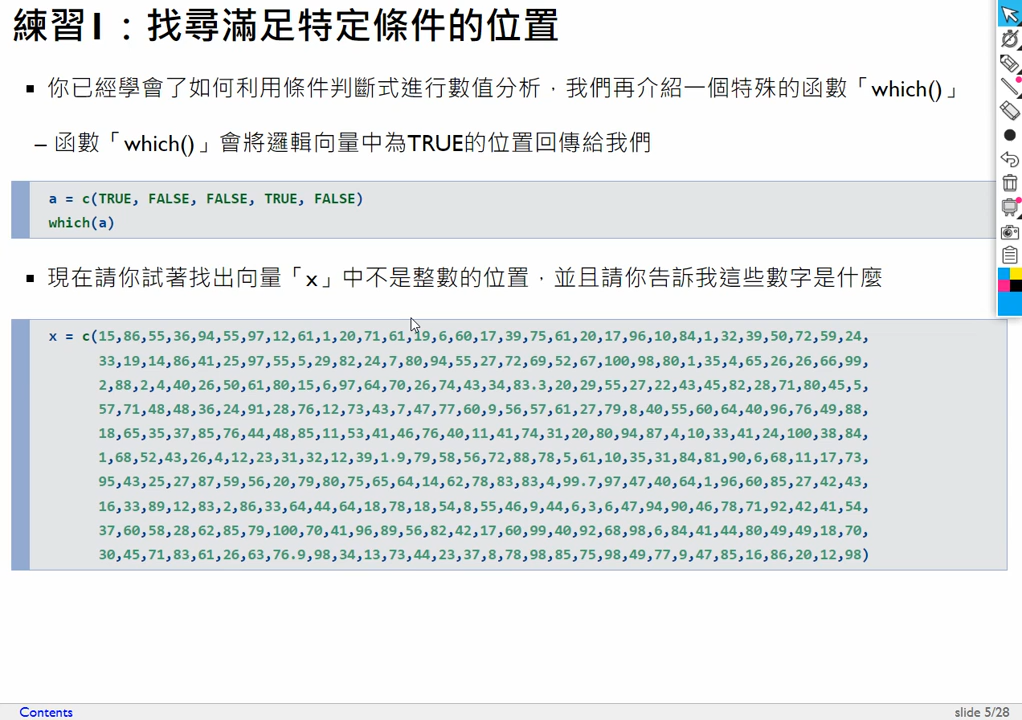 練習1：找尋滿足特定條件的位置
▪ 你已經學會了如何利用條件判斷式進行數值分析，我們再介紹一個特殊的函數「which()」
– 函數「which()」會將邏輯向量中為TRUE的位置回傳給我們
a = c(TRUE, FALSE, FALSE, TRUE, FALSE)
which(a)
▪ 現在請你試著找出向量「x」中不是整數的位置，並且請你告訴我這些數字是什麼
x = c(15,86,55,36,94,55,97,12,61,1,20,71,61,19,6,60,17,39,75,61,20,17,96,10,84,1,32,39,50,72,59,24,
33,19,14,86,41,25,97,55,5,29,82,24,7,80,94,55,27,72,69,52,67,100,98,80,1,35,4,65,26,26,66,99,
2,88,2,4,40,26,50,61,80,15,6,97,64,70,26,74,43,34,83.3,20,29,55,27,22,43,45,82,28,71,80,45,5,
57,71,48,48,36,24,91,28,76,12,73,43,7,47,77,60,9,56,57,61,27,79,8,40,55,60,64,40,96,76,49,88,
18,65,35,37,85,76,44,48,85,11,53,41,46,76,40,11,41,74,31,20,80,94,87,4,10,33,41,24,100,38,84,
1,68,52,43,26,4,12,23,31,32,12,39,1.9,79,58,56,72,88,78,5,61,10,35,31,84,81,90,6,68,11,17,73,
95,43,25,27,87,59,56,20,79,80,75,65,64,14,62,78,83,83,4,99.7,97,47,40,64,1,96,60,85,27,42,43,
16,33,89,12,83,2,86,33,64,44,64,18,78,18,54,8,55,46,9,44,6,3,6,47,94,90,46,78,71,92,42,41,54,
37,60,58,28,62,85,79,100,70,41,96,89,56,82,42,17,60,99,40,92,68,98,6,84,41,44,80,49,49,18,70,
30,45,71,83,61,26,63,76.9,98,34,13,73,44,23,37,8,78,98,85,75,98,49,77,9,47,85,16,86,20,12,98)
Contents
slide 5/28